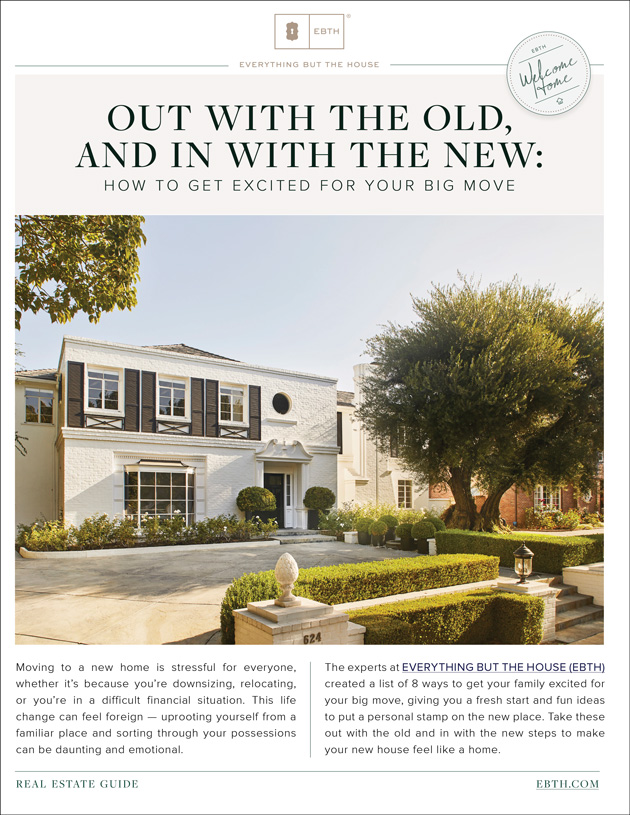 EBTH®
EVERYTHING BUT THE HOUSE
EBTH
Welcome
Home
OUT WITH THE OLD,
AND IN WITH THE NEW:
HOW TO GET EXCITED FOR YOUR BIG MOVE
624
Moving to a new home is stressful for everyone,
whether it’s because you’re downsizing, relocating,
or you’re in a difficult financial situation. This life
change can feel foreign — uprooting yourself from a
familiar place and sorting through your possessions
can be daunting and emotional.
The experts at EVERYTHING BUT THE HOUSE (EBTH)
created a list of 8 ways to get your family excited for
your big move, giving you a fresh start and fun ideas
to put a personal stamp on the new place. Take these
out with the old and in with the new steps to make
your new house feel like a home.
REAL ESTATE GUIDE
EBTH.COM